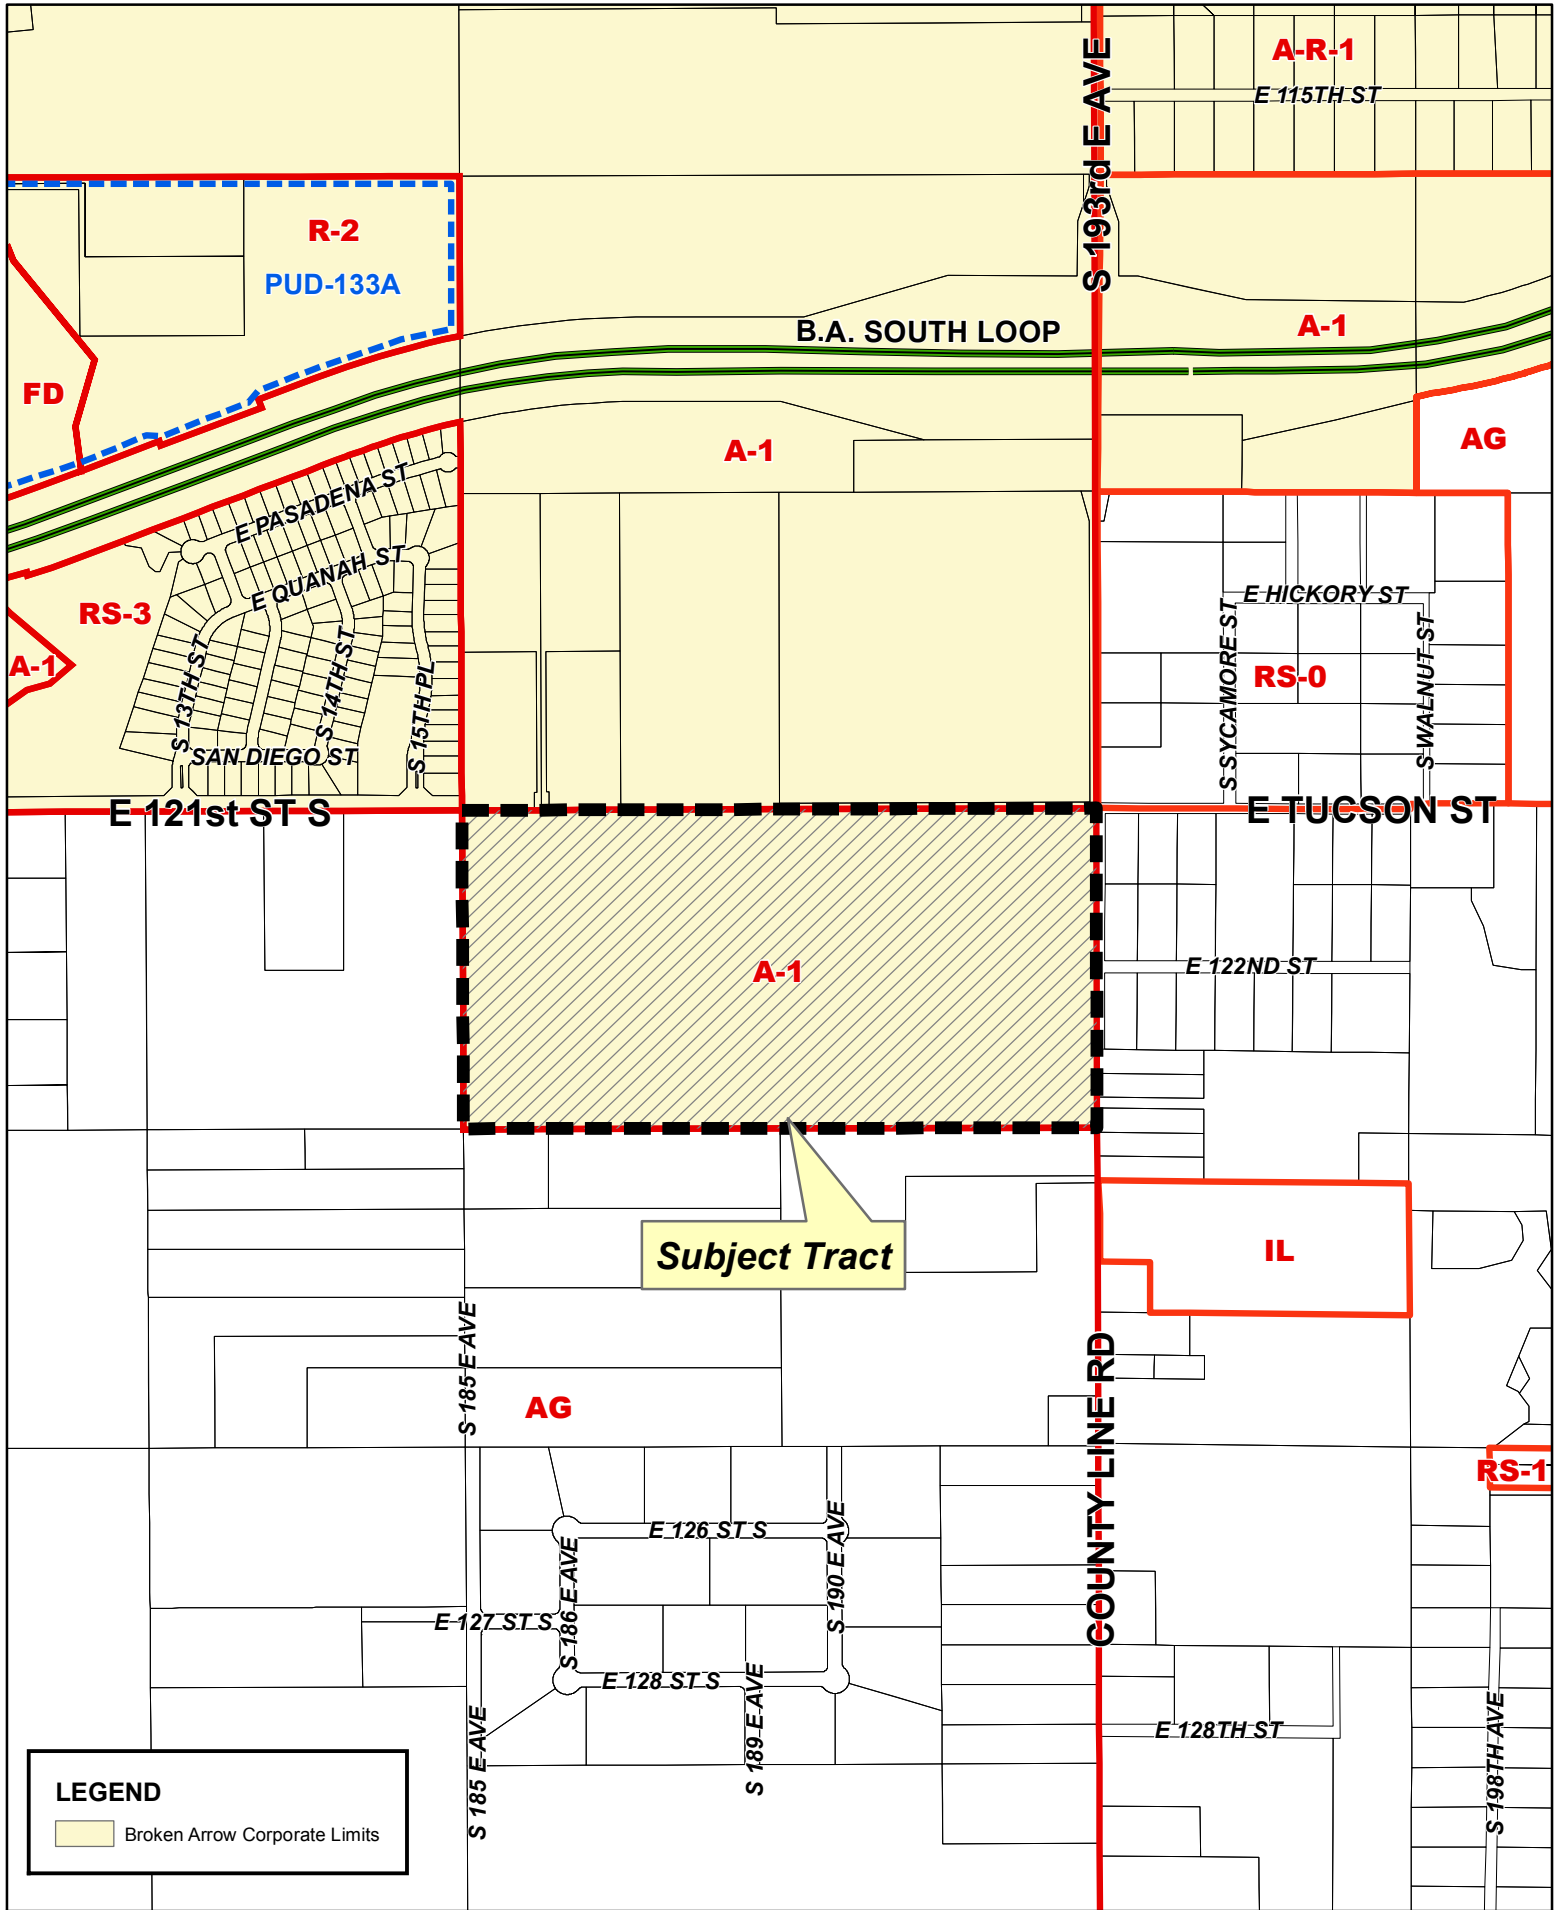 A-R-1
E 115TH ST
S 193rd E AVE
R-2
PUD-133A
B.A. SOUTH LOOP
A-1
FD
A-1
AG
E PASADENA ST
E QUANAH ST
RS-3
A-1
S 13TH ST
S 14TH ST
S 15TH PL
SAN DIEGO ST
E HICKORY ST
S SYCAMORE ST
RS-0
S WALNUT ST
E 121st ST S
E TUCSON ST
A-1
E 122ND ST
Subject Tract
IL
S 185 E AVE
AG
COUNTY LINE RD
RS-1
E 126 ST S
S 186 E AVE
S 190 E AVE
E 127 ST S
E 128 ST S
S 189 E AVE
S 185 E AVE
E 128TH ST
S 198TH AVE
LEGEND
Broken Arrow Corporate Limits